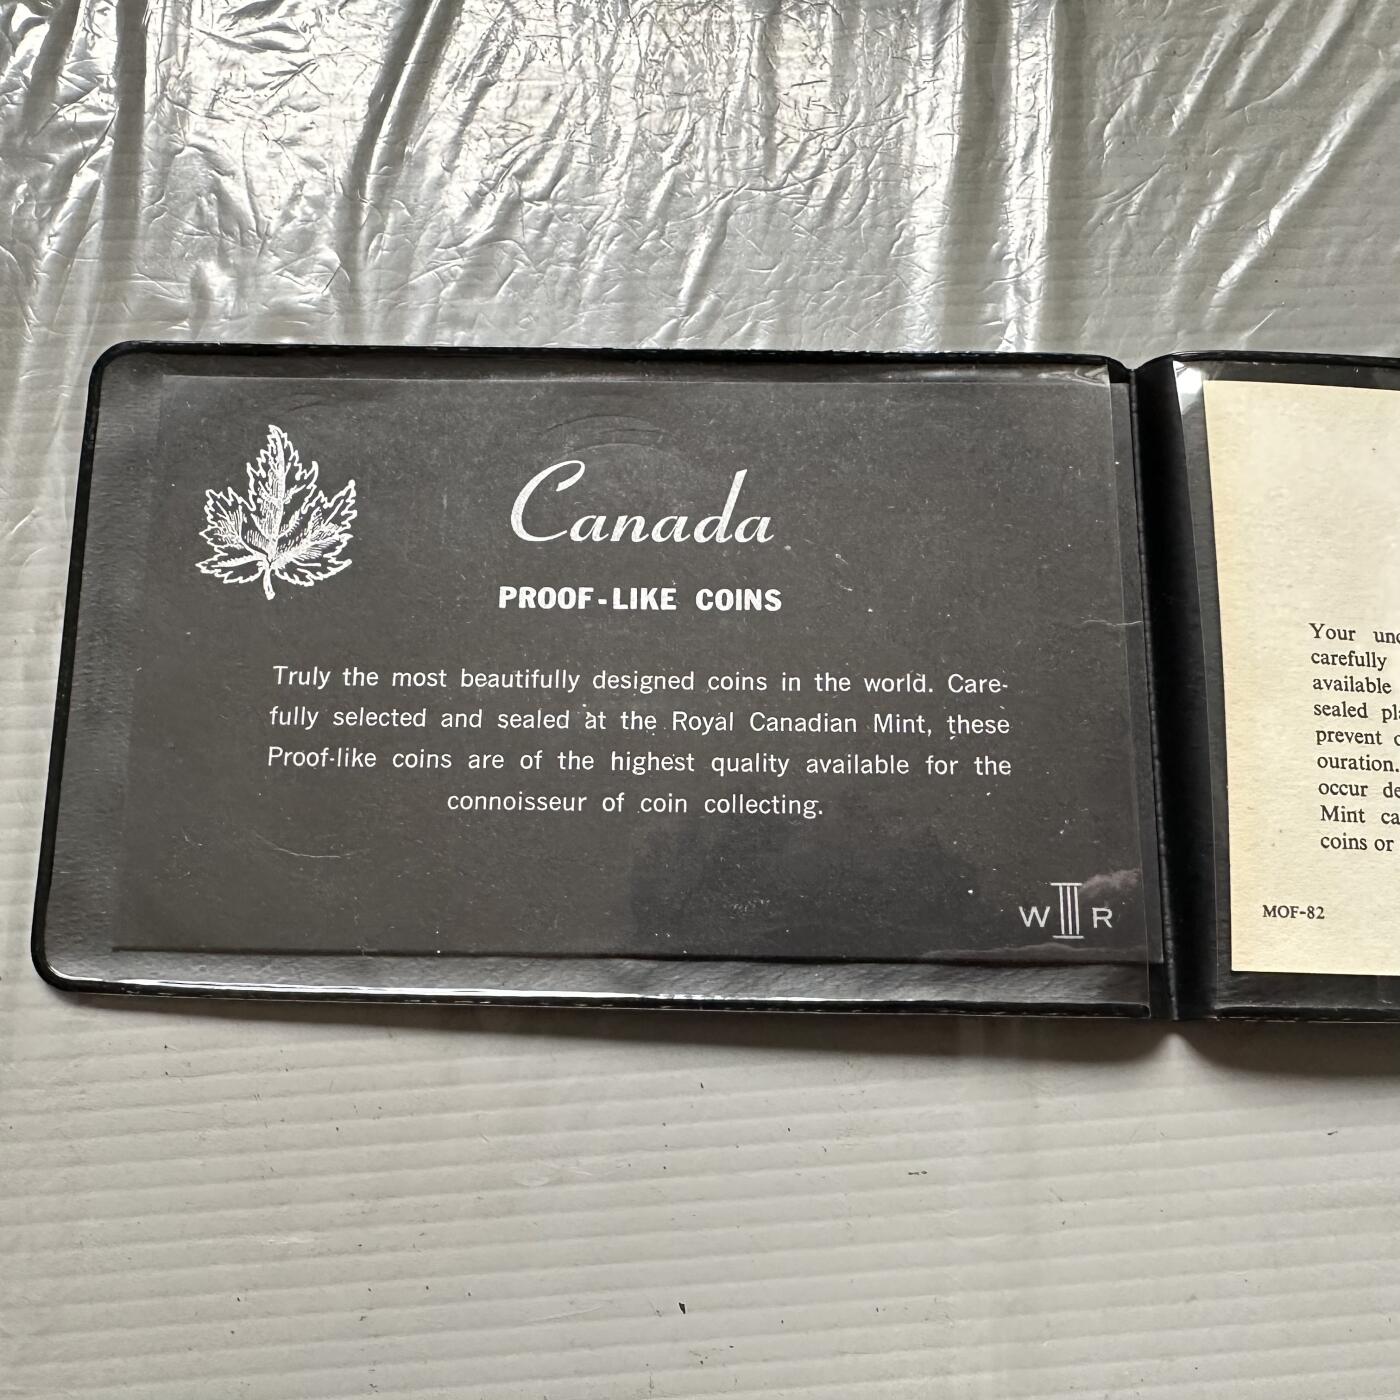 Canada
PROOF-LIKE COINS
Truly the most beautifully designed coins in the world. Care-
fully selected and sealed at the Royal Canadian Mint, these
Proof-like coins are of the highest quality available for the
connoisseur of coin collecting.
W R
Your
carefully
available
sealed
prevent
ouration.
occur
Mint
coins or
MOF-82